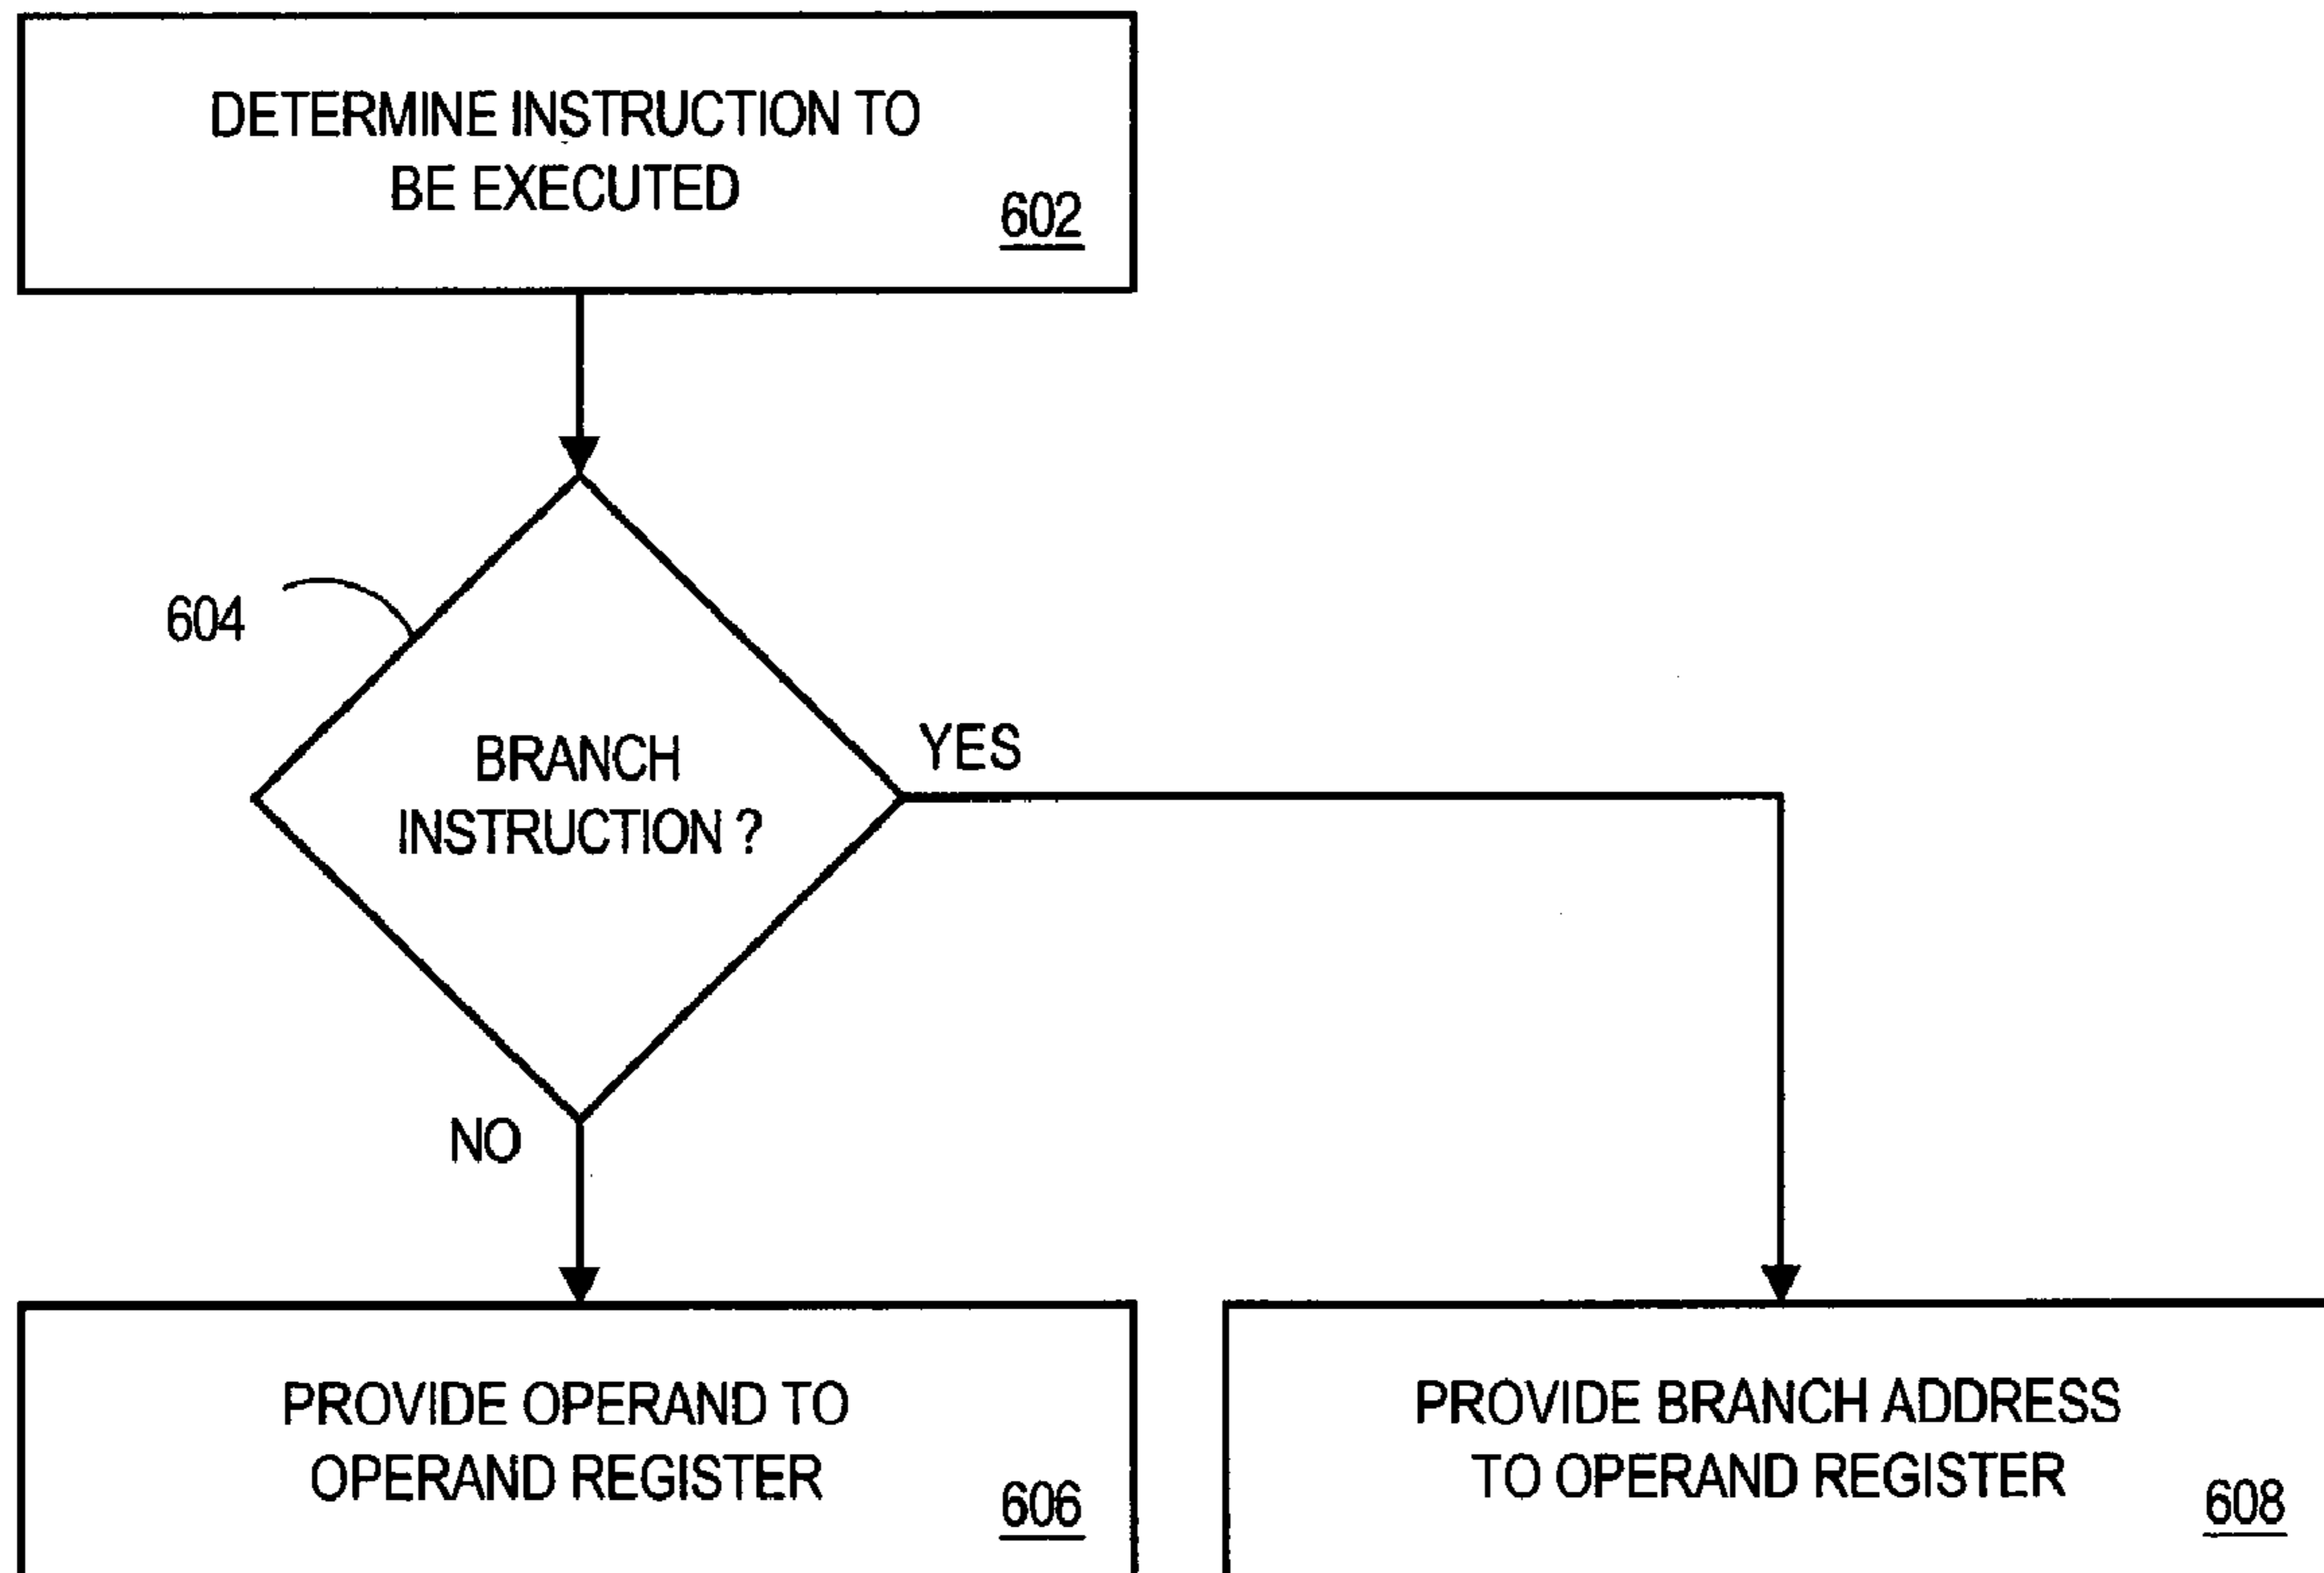 DETERMINE INSTRUCTION TO
BE EXECUTED
602
604
BRANCH
INSTRUCTION ?
YES
NO
PROVIDE OPERAND TO
OPERAND REGISTER
606
PROVIDE BRANCH ADDRESS
TO OPERAND REGISTER
608